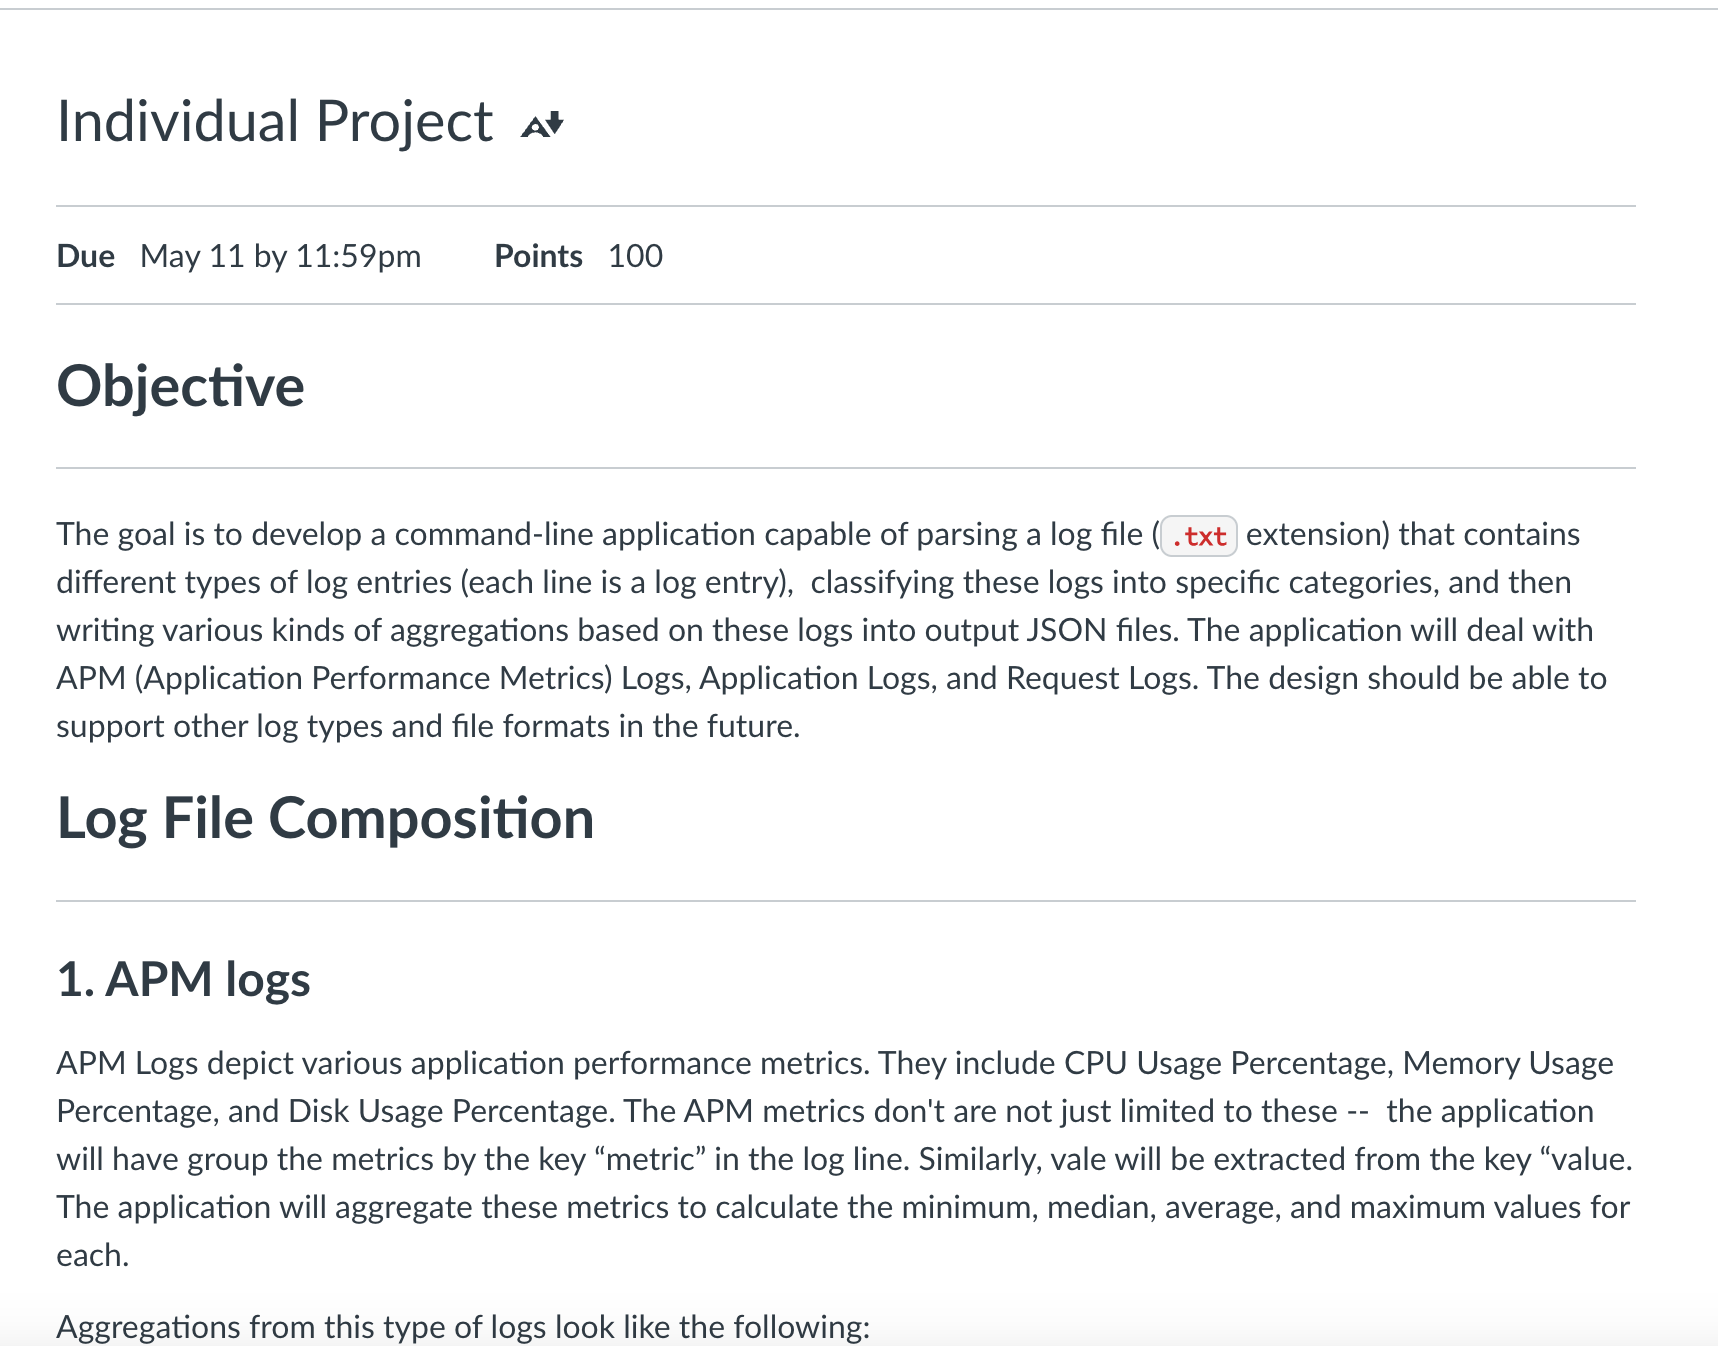 Individual Project
Due May 11 by 11:59pm Points 100
Objective
The goal is to develop a command-line application capable of parsing a log file ( .txt extension) that contains
different types of log entries (each line is a log entry),  classifying these logs into specific categories, and then
writing various kinds of aggregations based on these logs into output JSON files. The application will deal with
APM (Application Performance Metrics) Logs, Application Logs, and Request Logs. The design should be able to
support other log types and file formats in the future.
Log File Composition
1. APM logs
APM Logs depict various application performance metrics. They include CPU Usage Percentage, Memory Usage
Percentage, and Disk Usage Percentage. The APM metrics don't are not just limited to these --  the application
will have group the metrics by the key “metric” in the log line. Similarly, vale will be extracted from the key “value.
The application will aggregate these metrics to calculate the minimum, median, average, and maximum values for
each.
Aggregations from this type of logs look like the following: